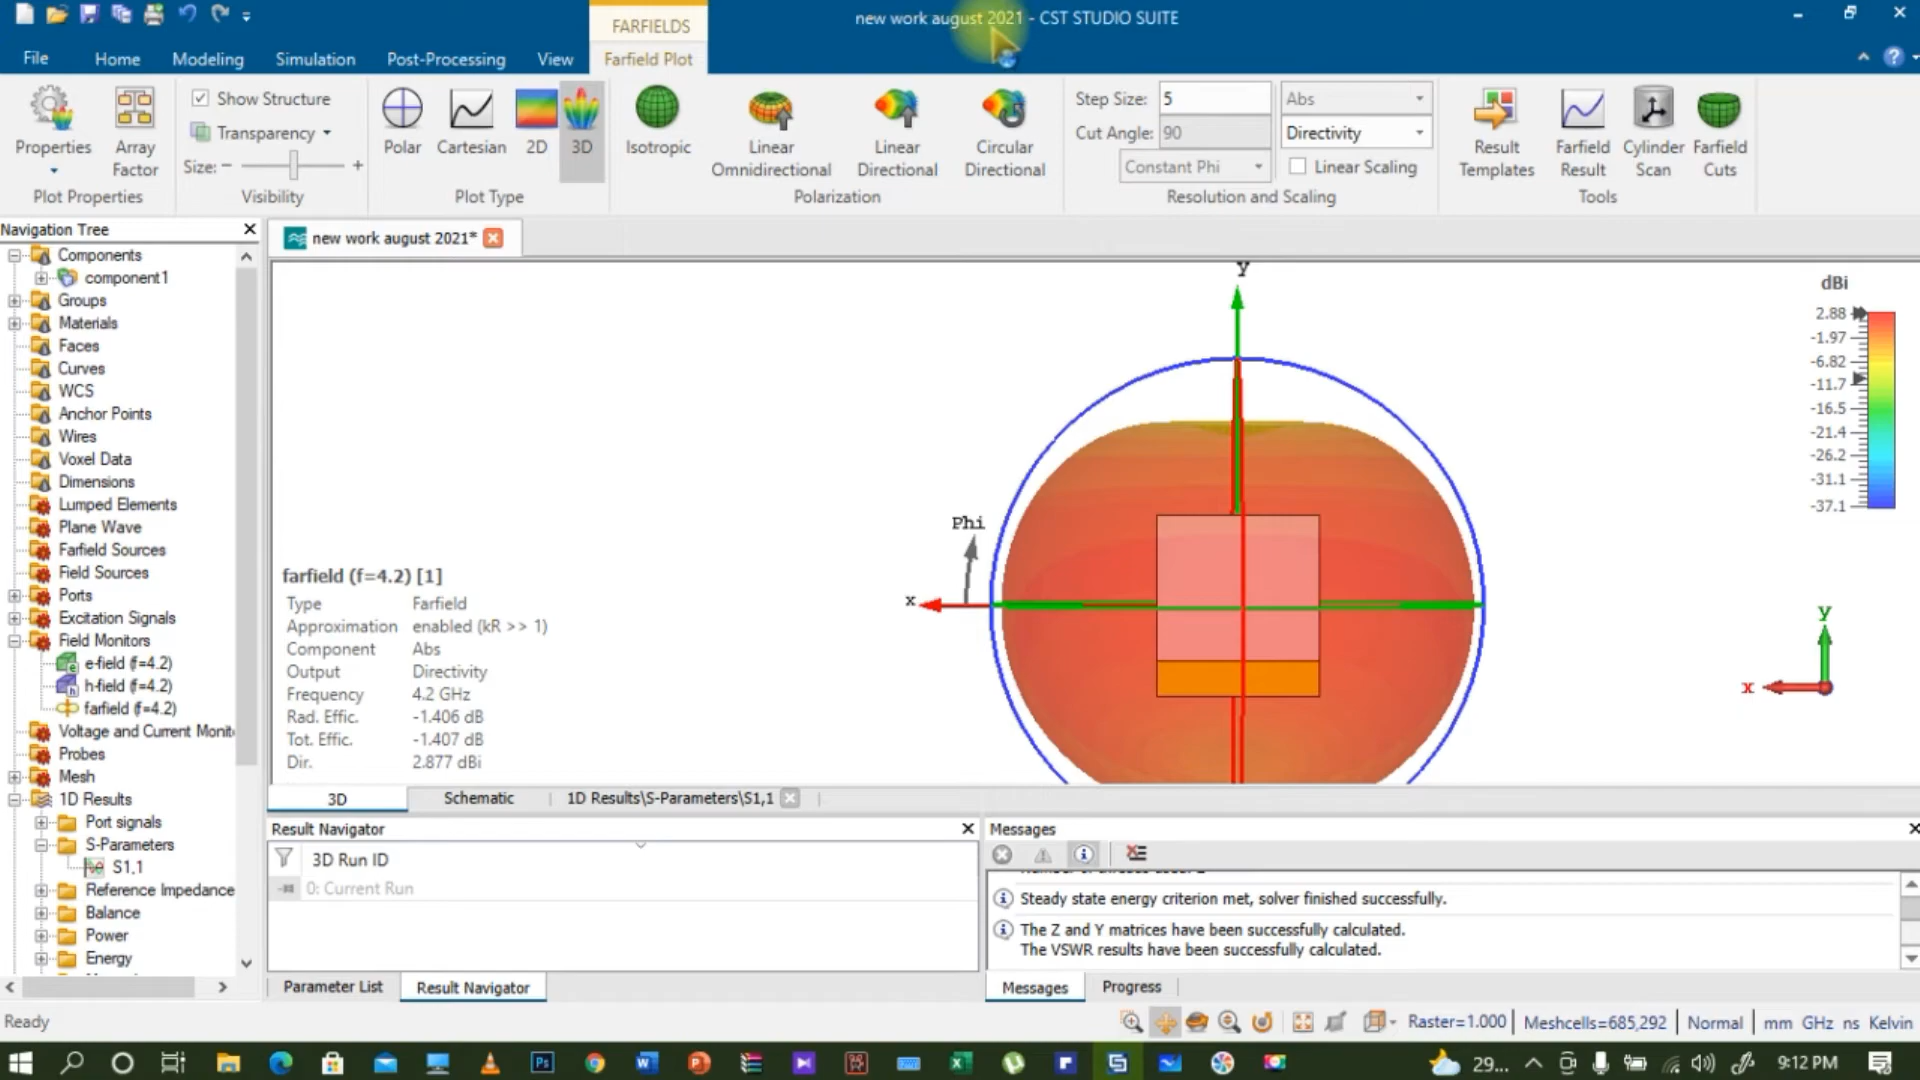 new work august 2021 - CST STUDIO SUITE
FARFIELDS
File
Home
Modeling
Simulation
Post-Processing
View
Farfield Plot
Properties
Array
Factor
Plot Properties
Show Structure
Transparency
Size:
Visibility
Polar
Cartesian
2D
3D
Plot Type
Isotropic
Linear
Omnidirectional
Linear
Directional
Circular
Directional
Polarization
Step Size: 5
Abs
Cut Angle: 90
Directivity
Constant Phi
Linear Scaling
Resolution and Scaling
Result
Templates
Farfield
Result
Cylinder
Scan
Farfield
Cuts
Tools
Navigation Tree
Components
component1
Groups
Materials
Faces
Curves
WCS
Anchor Points
Wires
Voxel Data
Dimensions
Lumped Elements
Plane Wave
Farfield Sources
Field Sources
Ports
Excitation Signals
Field Monitors
e-field (f=4.2)
h-field (f=4.2)
farfield (f=4.2)
Voltage and Current Monit
Probes
Mesh
1D Results
Port signals
S-Parameters
S1,1
Reference Impedance
Balance
Power
Energy
new work august 2021*
y
Phi
x
dBi
2.88
-1.97
-6.82
-11.7
-16.5
-21.4
-26.2
-31.1
-37.1
y
x
farfield (f=4.2) [1]
Type Farfield
Approximation enabled (kR >> 1)
Component Abs
Output Directivity
Frequency 4.2 GHz
Rad. Effic. -1.406 dB
Tot. Effic. -1.407 dB
Dir. 2.877 dBi
3D
Schematic
1D Results\S-Parameters\S1,1
Result Navigator
3D Run ID
0: Current Run
Parameter List
Result Navigator
Messages
Steady state energy criterion met, solver finished successfully.
The Z and Y matrices have been successfully calculated.
The VSWR results have been successfully calculated.
Messages
Progress
Ready
Raster=1.000
Meshcells=685,292
Normal
mm GHz ns Kelvin
29...
9:12 PM